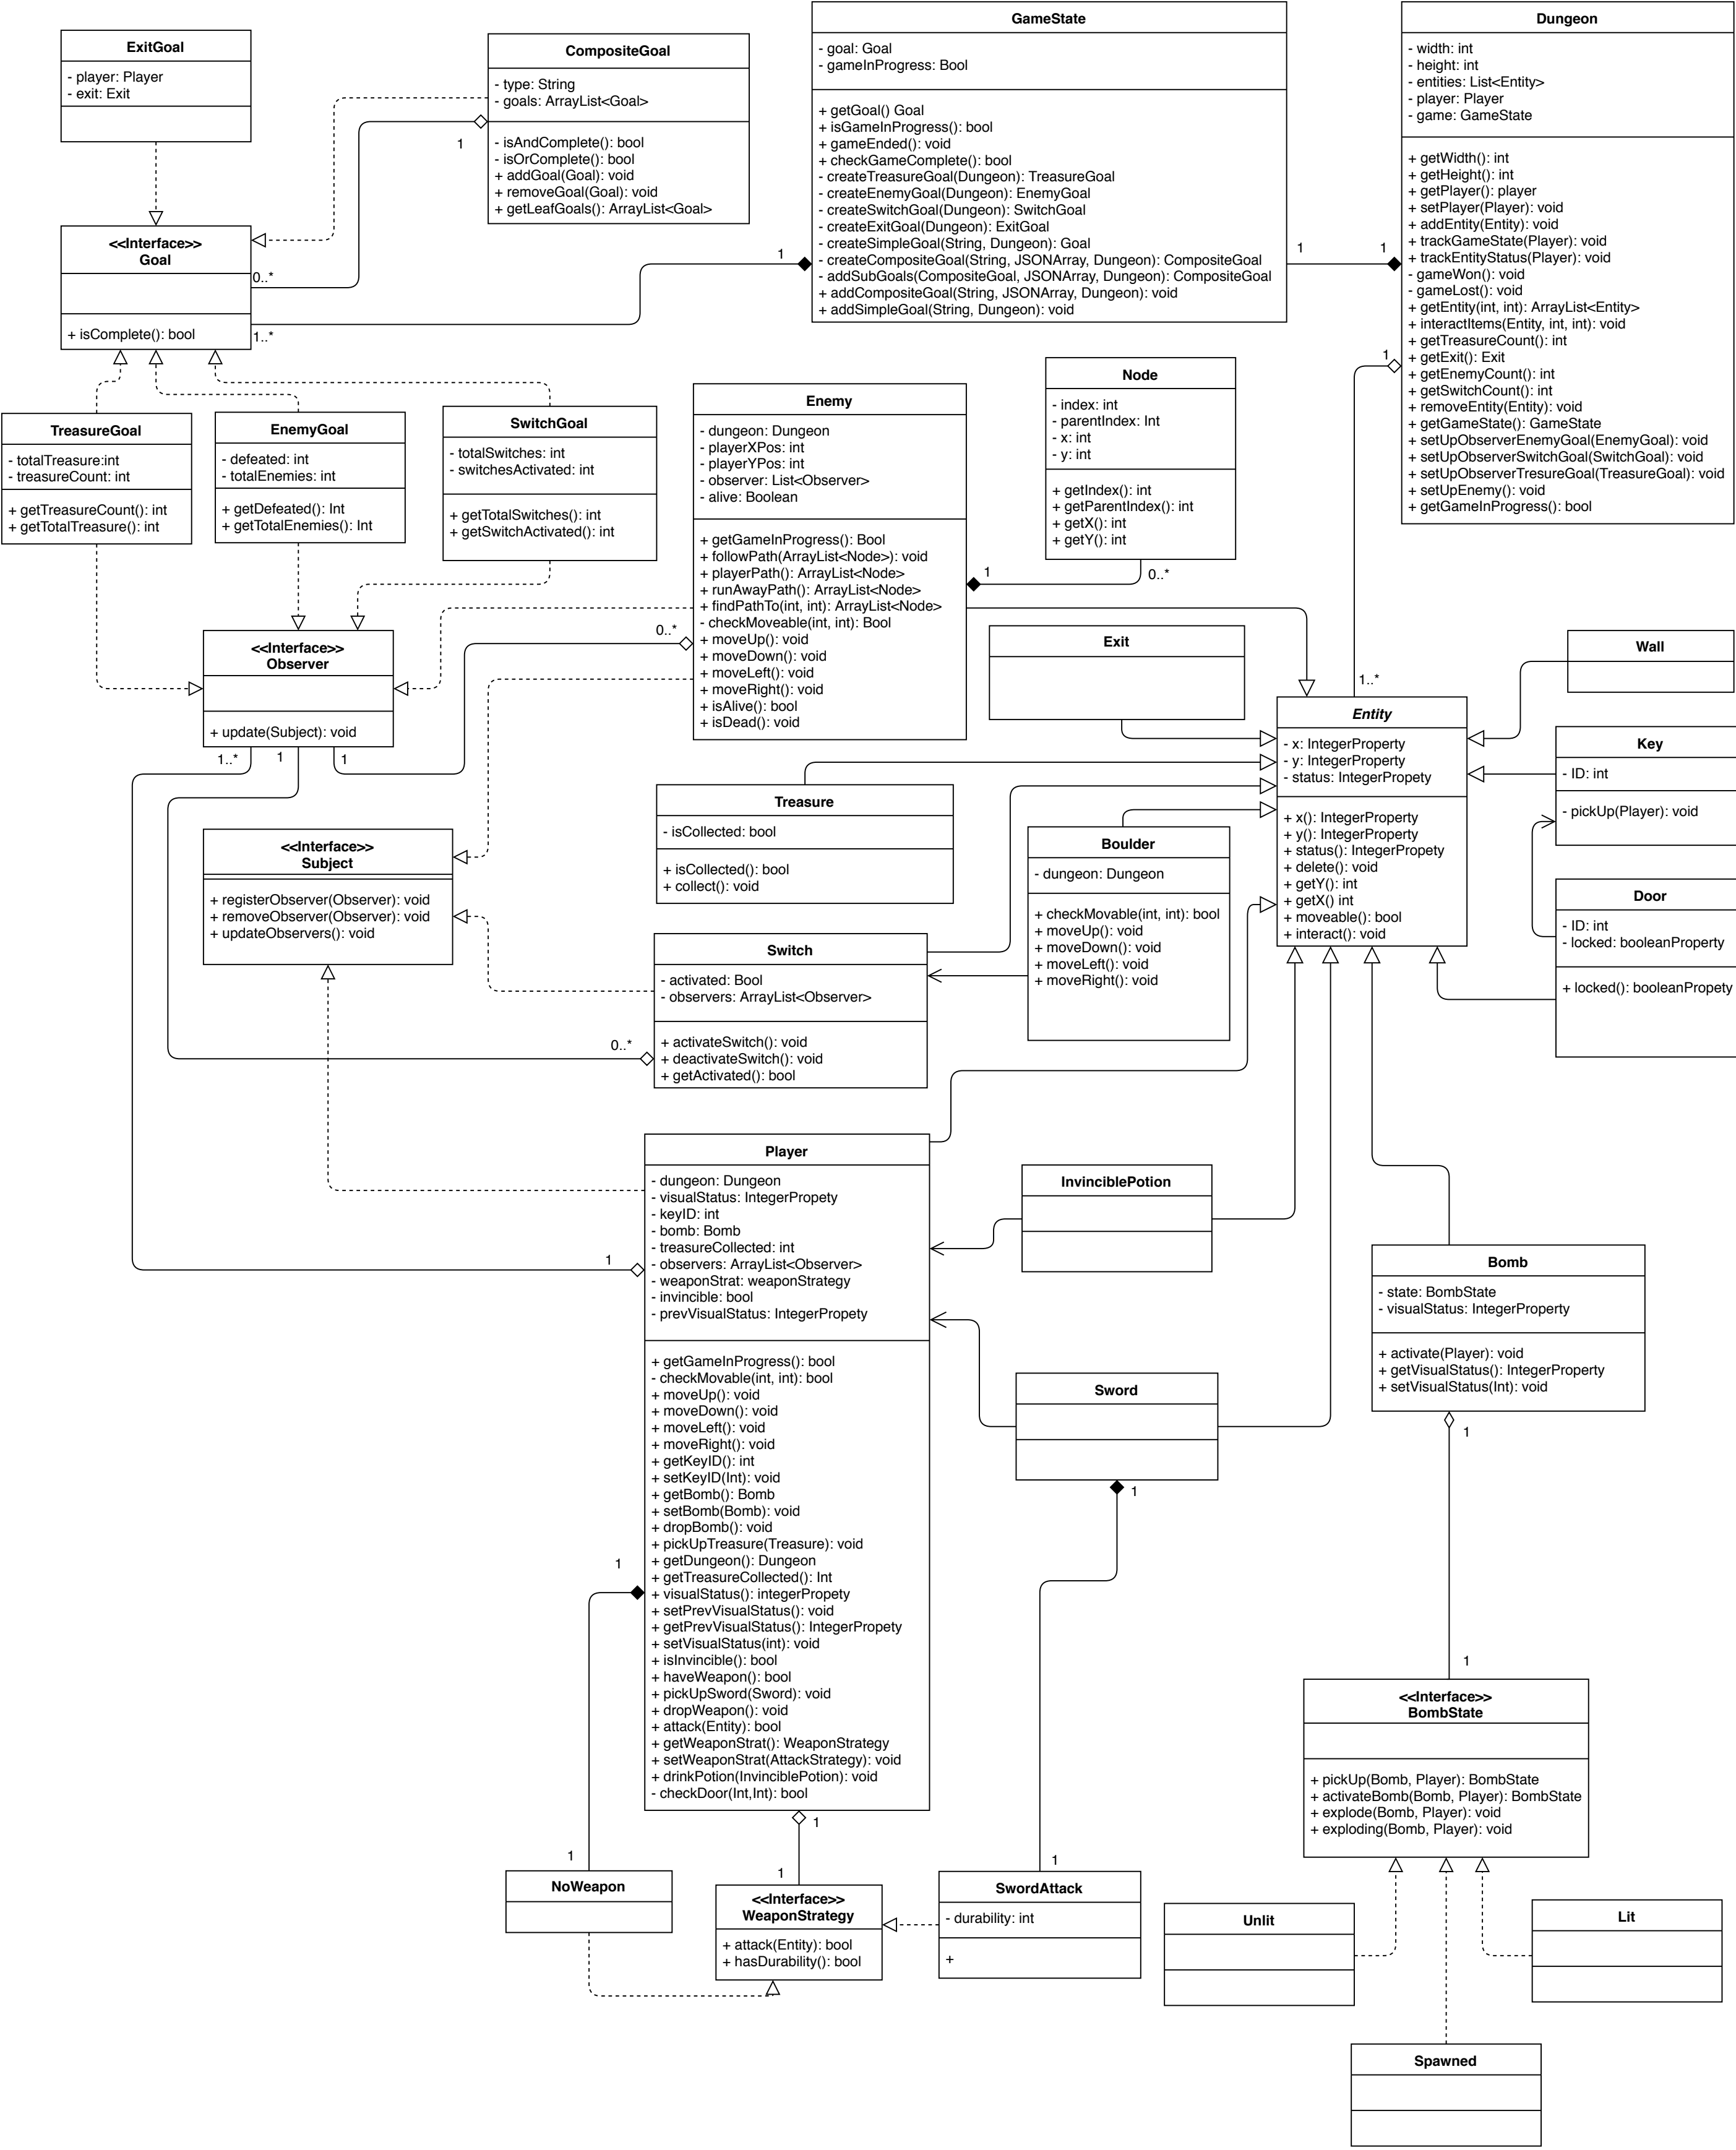 ExitGoal
- player: Player
- exit: Exit
CompositeGoal
- type: String
- goals: ArrayList<Goal>
- isAndComplete(): bool
- isOrComplete(): bool
+ addGoal(Goal): void
+ removeGoal(Goal): void
+ getLeafGoals(): ArrayList<Goal>
1
GameState
- goal: Goal
- gameInProgress: Bool
+ getGoal() Goal
+ isGameInProgress(): bool
+ gameEnded(): void
+ checkGameComplete(): bool
- createTreasureGoal(Dungeon): TreasureGoal
- createEnemyGoal(Dungeon): EnemyGoal
- createSwitchGoal(Dungeon): SwitchGoal
- createExitGoal(Dungeon): ExitGoal
- createSimpleGoal(String, Dungeon): Goal
- createCompositeGoal(String, JSONArray, Dungeon): CompositeGoal
- addSubGoals(CompositeGoal, JSONArray, Dungeon): CompositeGoal
+ addCompositeGoal(String, JSONArray, Dungeon): void
+ addSimpleGoal(String, Dungeon): void
1
1
1
Dungeon
- width: int
- height: int
- entities: List<Entity>
- player: Player
- game: GameState
+ getWidth(): int
+ getHeight(): int
+ getPlayer(): player
+ setPlayer(Player): void
+ addEntity(Entity): void
+ trackGameState(Player): void
+ trackEntityStatus(Player): void
- gameWon(): void
- gameLost(): void
+ getEntity(int, int): ArrayList<Entity>
+ interactItems(Entity, int, int): void
+ getTreasureCount(): int
+ getExit(): Exit
+ getEnemyCount(): int
+ getSwitchCount(): int
+ removeEntity(Entity): void
+ getGameState(): GameState
+ setUpObserverEnemyGoal(EnemyGoal): void
+ setUpObserverSwitchGoal(SwitchGoal): void
+ setUpObserverTresureGoal(TreasureGoal): void
+ setUpEnemy(): void
+ getGameInProgress(): bool
1
1..*
<<Interface>>
Goal
+ isComplete(): bool
0..*
1..*
TreasureGoal
- totalTreasure:int
- treasureCount: int
+ getTreasureCount(): int
+ getTotalTreasure(): int
EnemyGoal
- defeated: int
- totalEnemies: int
+ getDefeated(): Int
+ getTotalEnemies(): Int
SwitchGoal
- totalSwitches: int
- switchesActivated: int
+ getTotalSwitches(): int
+ getSwitchActivated(): int
Enemy
- dungeon: Dungeon
- playerXPos: int
- playerYPos: int
- observer: List<Observer>
- alive: Boolean
+ getGameInProgress(): Bool
+ followPath(ArrayList<Node>): void
+ playerPath(): ArrayList<Node>
+ runAwayPath(): ArrayList<Node>
+ findPathTo(int, int): ArrayList<Node>
- checkMoveable(int, int): Bool
+ moveUp(): void
+ moveDown(): void
+ moveLeft(): void
+ moveRight(): void
+ isAlive(): bool
+ isDead(): void
0..*
1
Node
- index: int
- parentIndex: Int
- x: int
- y: int
+ getIndex(): int
+ getParentIndex(): int
+ getX(): int
+ getY(): int
0..*
<<Interface>>
Observer
+ update(Subject): void
1..*
1
1
Exit
Wall
Entity
- x: IntegerProperty
- y: IntegerProperty
- status: IntegerPropety
+ x(): IntegerProperty
+ y(): IntegerProperty
+ status(): IntegerPropety
+ delete(): void
+ getY(): int
+ getX() int
+ moveable(): bool
+ interact(): void
Key
- ID: int
- pickUp(Player): void
Door
- ID: int
- locked: booleanProperty
+ locked(): booleanPropety
Treasure
- isCollected: bool
+ isCollected(): bool
+ collect(): void
Boulder
- dungeon: Dungeon
+ checkMovable(int, int): bool
+ moveUp(): void
+ moveDown(): void
+ moveLeft(): void
+ moveRight(): void
<<Interface>>
Subject
+ registerObserver(Observer): void
+ removeObserver(Observer): void
+ updateObservers(): void
Switch
- activated: Bool
- observers: ArrayList<Observer>
+ activateSwitch(): void
+ deactivateSwitch(): void
+ getActivated(): bool
0..*
Player
- dungeon: Dungeon
- visualStatus: IntegerPropety
- keyID: int
- bomb: Bomb
- treasureCollected: int
- observers: ArrayList<Observer>
- weaponStrat: weaponStrategy
- invincible: bool
- prevVisualStatus: IntegerPropety
+ getGameInProgress(): bool
- checkMovable(int, int): bool
+ moveUp(): void
+ moveDown(): void
+ moveLeft(): void
+ moveRight(): void
+ getKeyID(): int
+ setKeyID(Int): void
+ getBomb(): Bomb
+ setBomb(Bomb): void
+ dropBomb(): void
+ pickUpTreasure(Treasure): void
+ getDungeon(): Dungeon
+ getTreasureCollected(): Int
+ visualStatus(): integerPropety
+ setPrevVisualStatus(): void
+ getPrevVisualStatus(): IntegerPropety
+ setVisualStatus(int): void
+ isInvincible(): bool
+ haveWeapon(): bool
+ pickUpSword(Sword): void
+ dropWeapon(): void
+ attack(Entity): bool
+ getWeaponStrat(): WeaponStrategy
+ setWeaponStrat(AttackStrategy): void
+ drinkPotion(InvinciblePotion): void
- checkDoor(Int,Int): bool
1
1
1
InvinciblePotion
Sword
1
Bomb
- state: BombState
- visualStatus: IntegerProperty
+ activate(Player): void
+ getVisualStatus(): IntegerProperty
+ setVisualStatus(Int): void
1
1
<<Interface>>
BombState
+ pickUp(Bomb, Player): BombState
+ activateBomb(Bomb, Player): BombState
+ explode(Bomb, Player): void
+ exploding(Bomb, Player): void
1
NoWeapon
1
<<Interface>>
WeaponStrategy
+ attack(Entity): bool
+ hasDurability(): bool
1
SwordAttack
- durability: int
+
Unlit
Lit
Spawned